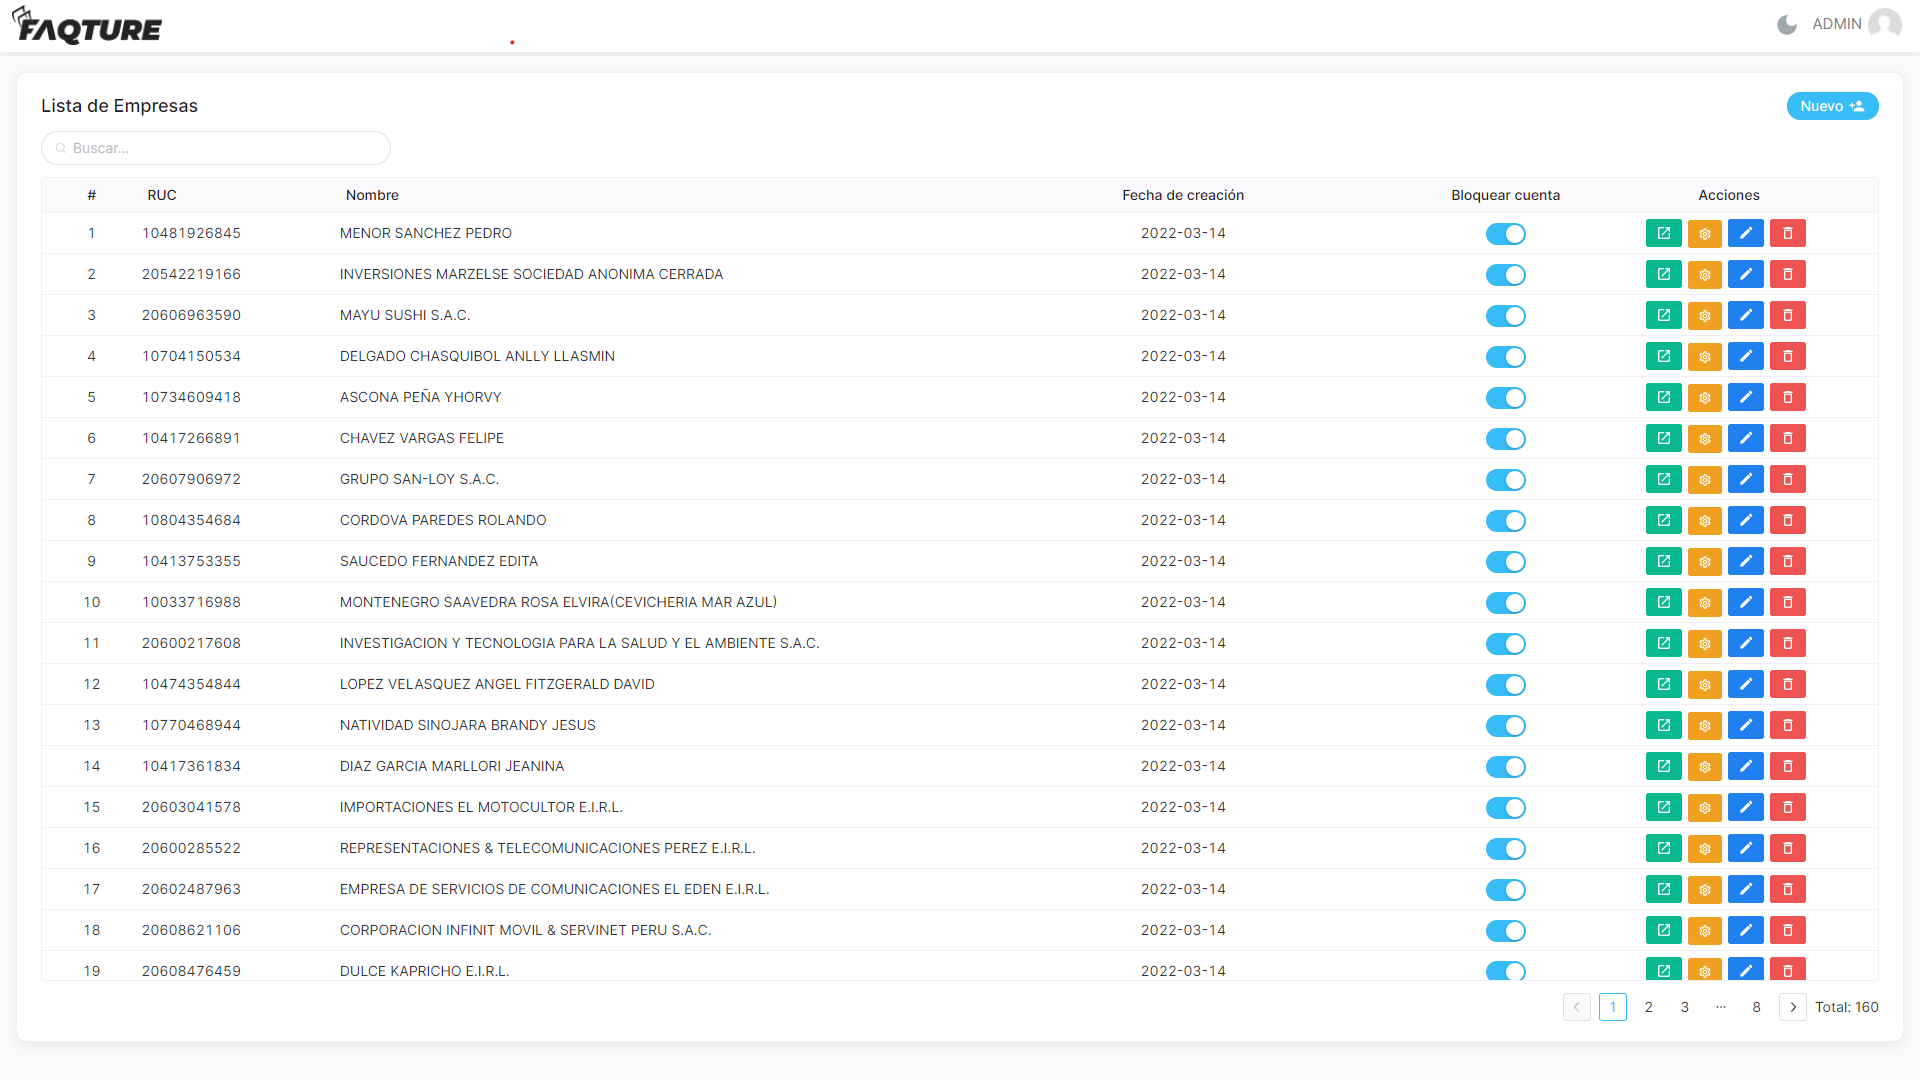 FAQTURE
ADMIN
Lista de Empresas
Nuevo
Buscar...
# RUC Nombre Fecha de creación Bloquear cuenta Acciones
1 10481926845 MENOR SANCHEZ PEDRO 2022-03-14
2 20542219166 INVERSIONES MARZELSE SOCIEDAD ANONIMA CERRADA 2022-03-14
3 20606963590 MAYU SUSHI S.A.C. 2022-03-14
4 10704150534 DELGADO CHASQUIBOL ANLLY LLASMIN 2022-03-14
5 10734609418 ASCONA PEÑA YHORVY 2022-03-14
6 10417266891 CHAVEZ VARGAS FELIPE 2022-03-14
7 20607906972 GRUPO SAN-LOY S.A.C. 2022-03-14
8 10804354684 CORDOVA PAREDES ROLANDO 2022-03-14
9 10413753355 SAUCEDO FERNANDEZ EDITA 2022-03-14
10 10033716988 MONTENEGRO SAAVEDRA ROSA ELVIRA(CEVICHERIA MAR AZUL) 2022-03-14
11 20600217608 INVESTIGACION Y TECNOLOGIA PARA LA SALUD Y EL AMBIENTE S.A.C. 2022-03-14
12 10474354844 LOPEZ VELASQUEZ ANGEL FITZGERALD DAVID 2022-03-14
13 10770468944 NATIVIDAD SINOJARA BRANDY JESUS 2022-03-14
14 10417361834 DIAZ GARCIA MARLLORI JEANINA 2022-03-14
15 20603041578 IMPORTACIONES EL MOTOCULTOR E.I.R.L. 2022-03-14
16 20600285522 REPRESENTACIONES & TELECOMUNICACIONES PEREZ E.I.R.L. 2022-03-14
17 20602487963 EMPRESA DE SERVICIOS DE COMUNICACIONES EL EDEN E.I.R.L. 2022-03-14
18 20608621106 CORPORACION INFINIT MOVIL & SERVINET PERU S.A.C. 2022-03-14
19 20608476459 DULCE KAPRICHO E.I.R.L. 2022-03-14
1 2 3 ··· 8 Total: 160